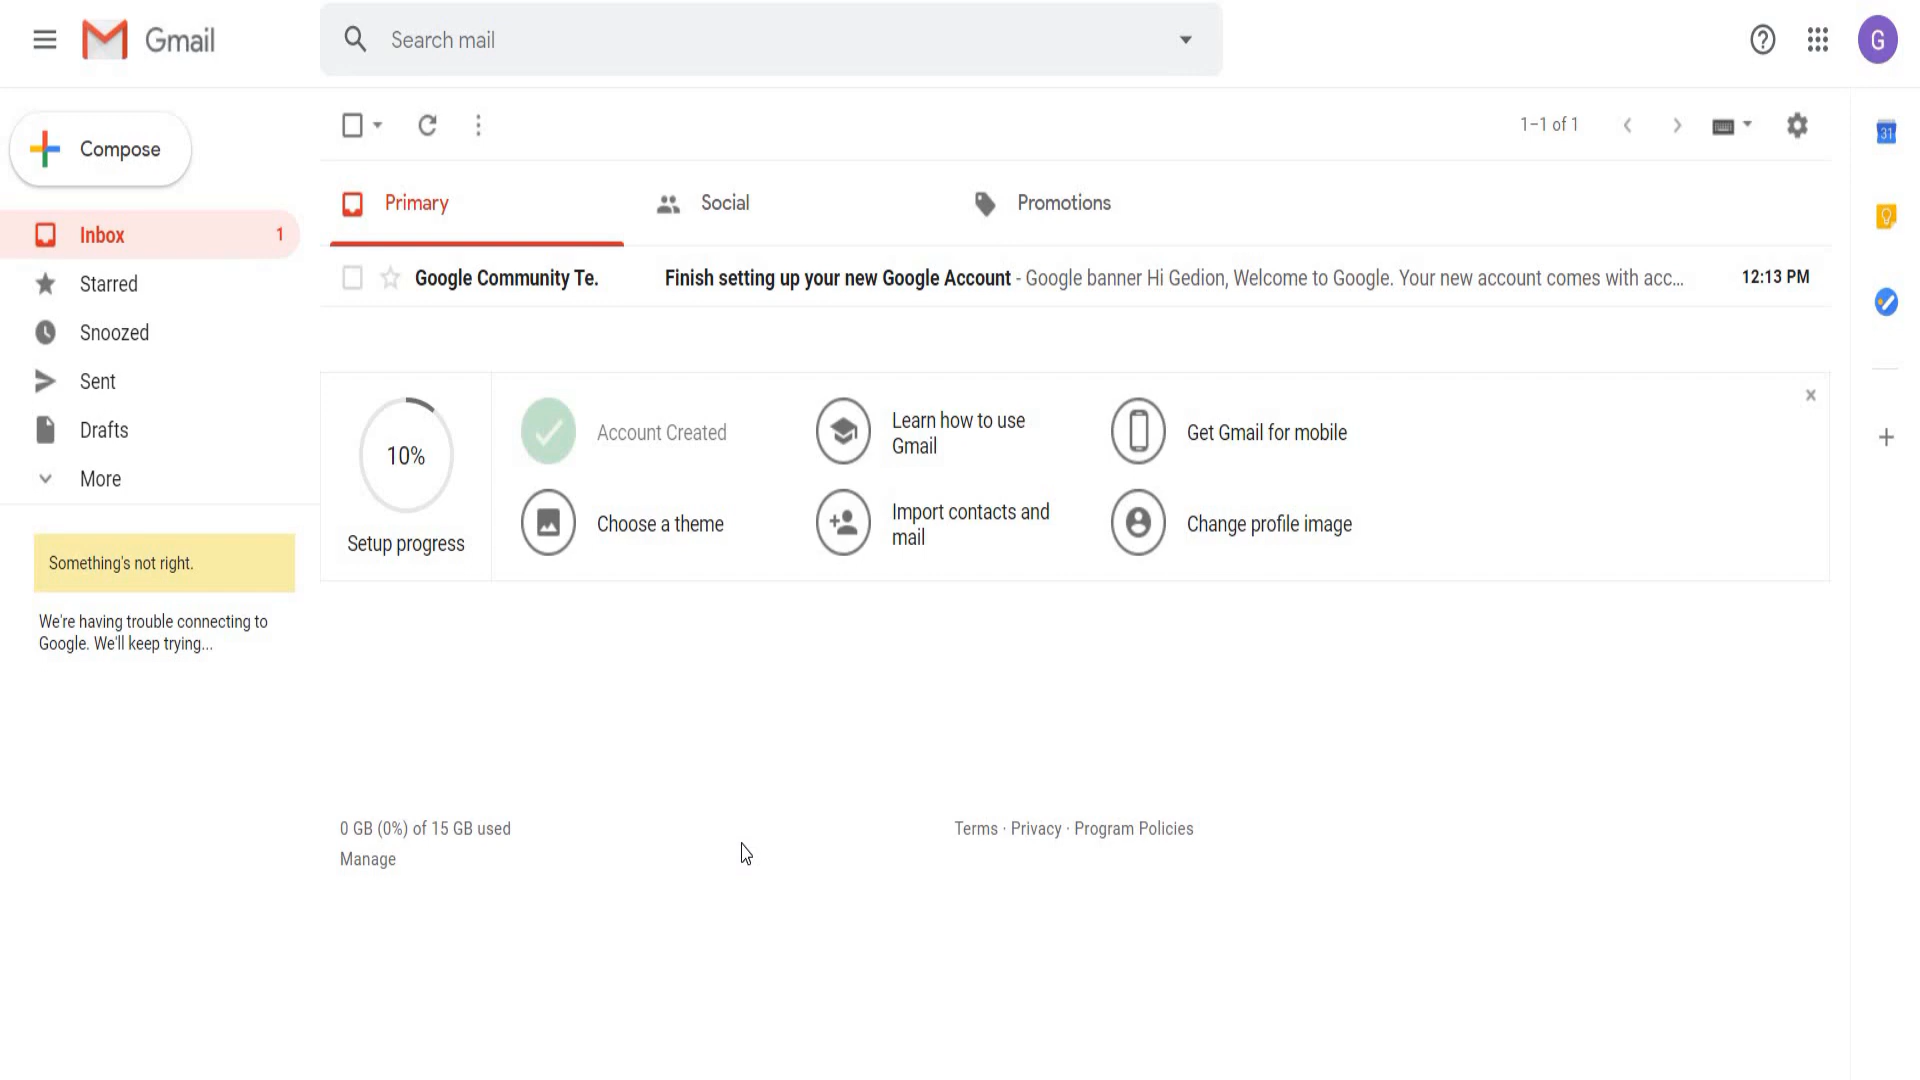 Gmail
Search mail
G
Compose
1–1 of 1
31
Inbox 1
Starred
Snoozed
Sent
Drafts
More
Something's not right.
We're having trouble connecting to
Google. We'll keep trying...
Primary
Social
Promotions
Google Community Te. Finish setting up your new Google Account - Google banner Hi Gedion, Welcome to Google. Your new account comes with acc... 12:13 PM
10%
Setup progress
Account Created
Learn how to use
Gmail
Get Gmail for mobile
Choose a theme
Import contacts and
mail
Change profile image
0 GB (0%) of 15 GB used
Manage
Terms · Privacy · Program Policies